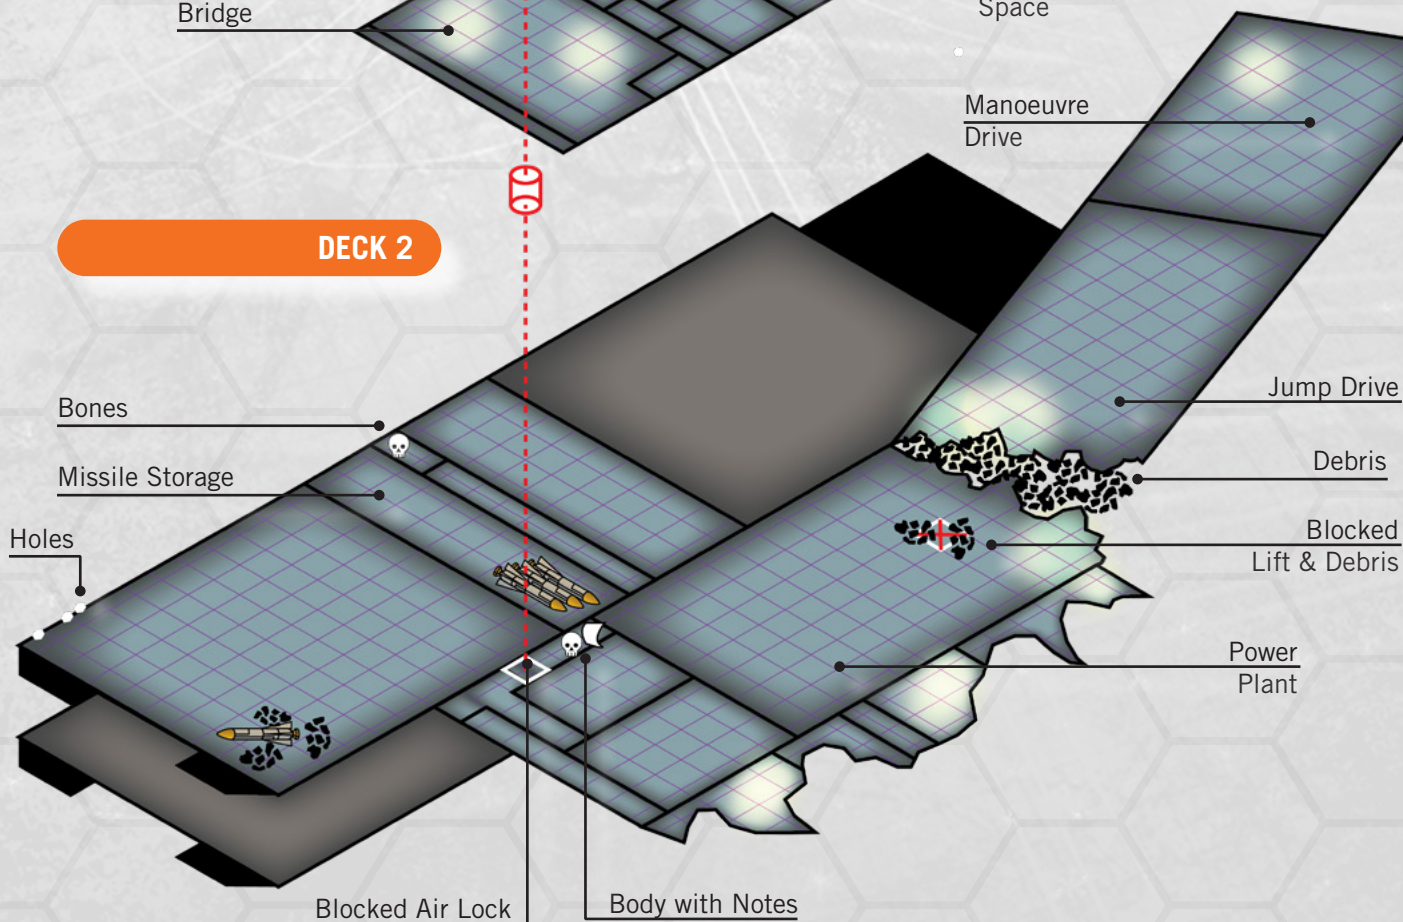 Bridge
Space
Manoeuvre
Drive
DECK 2
Bones
Jump Drive
Missile Storage
Debris
Holes
Blocked
Lift & Debris
Power
Plant
Blocked Air Lock
Body with Notes